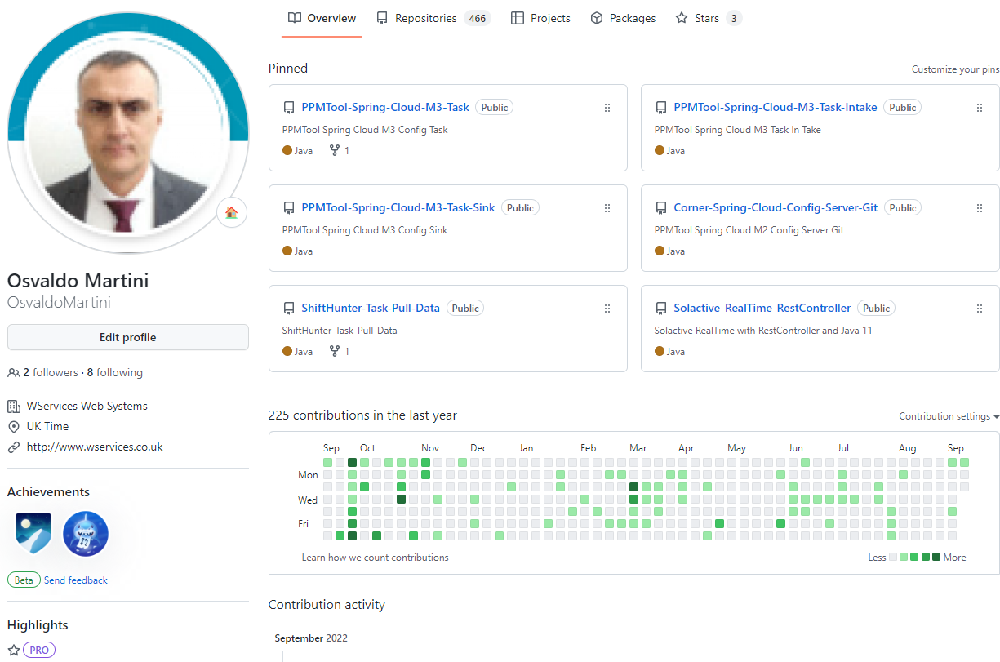 Overview
Repositories 466
Projects
Packages
Stars 3
Osvaldo Martini
OsvaldoMartini
Edit profile
2 followers · 8 following
WServices Web Systems
UK Time
http://www.wservices.co.uk
Achievements
Beta Send feedback
Highlights
PRO
Pinned
Customize your pins
PPMTool-Spring-Cloud-M3-Task Public
PPMTool Spring Cloud M3 Config Task
Java 1
PPMTool-Spring-Cloud-M3-Task-Intake Public
PPMTool Spring Cloud M3 Task In Take
Java
PPMTool-Spring-Cloud-M3-Task-Sink Public
PPMTool Spring Cloud M3 Config Sink
Java
Corner-Spring-Cloud-Config-Server-Git Public
PPMTool Spring Cloud M2 Config Server Git
Java
ShiftHunter-Task-Pull-Data Public
ShiftHunter-Task-Pull-Data
Java 1
Solactive_RealTime_RestController Public
Solactive RealTime with RestController and Java 11
Java
225 contributions in the last year
Contribution settings
Sep Oct Nov Dec Jan Feb Mar Apr May Jun Jul Aug Sep
Mon
Wed
Fri
Learn how we count contributions
Less More
Contribution activity
September 2022